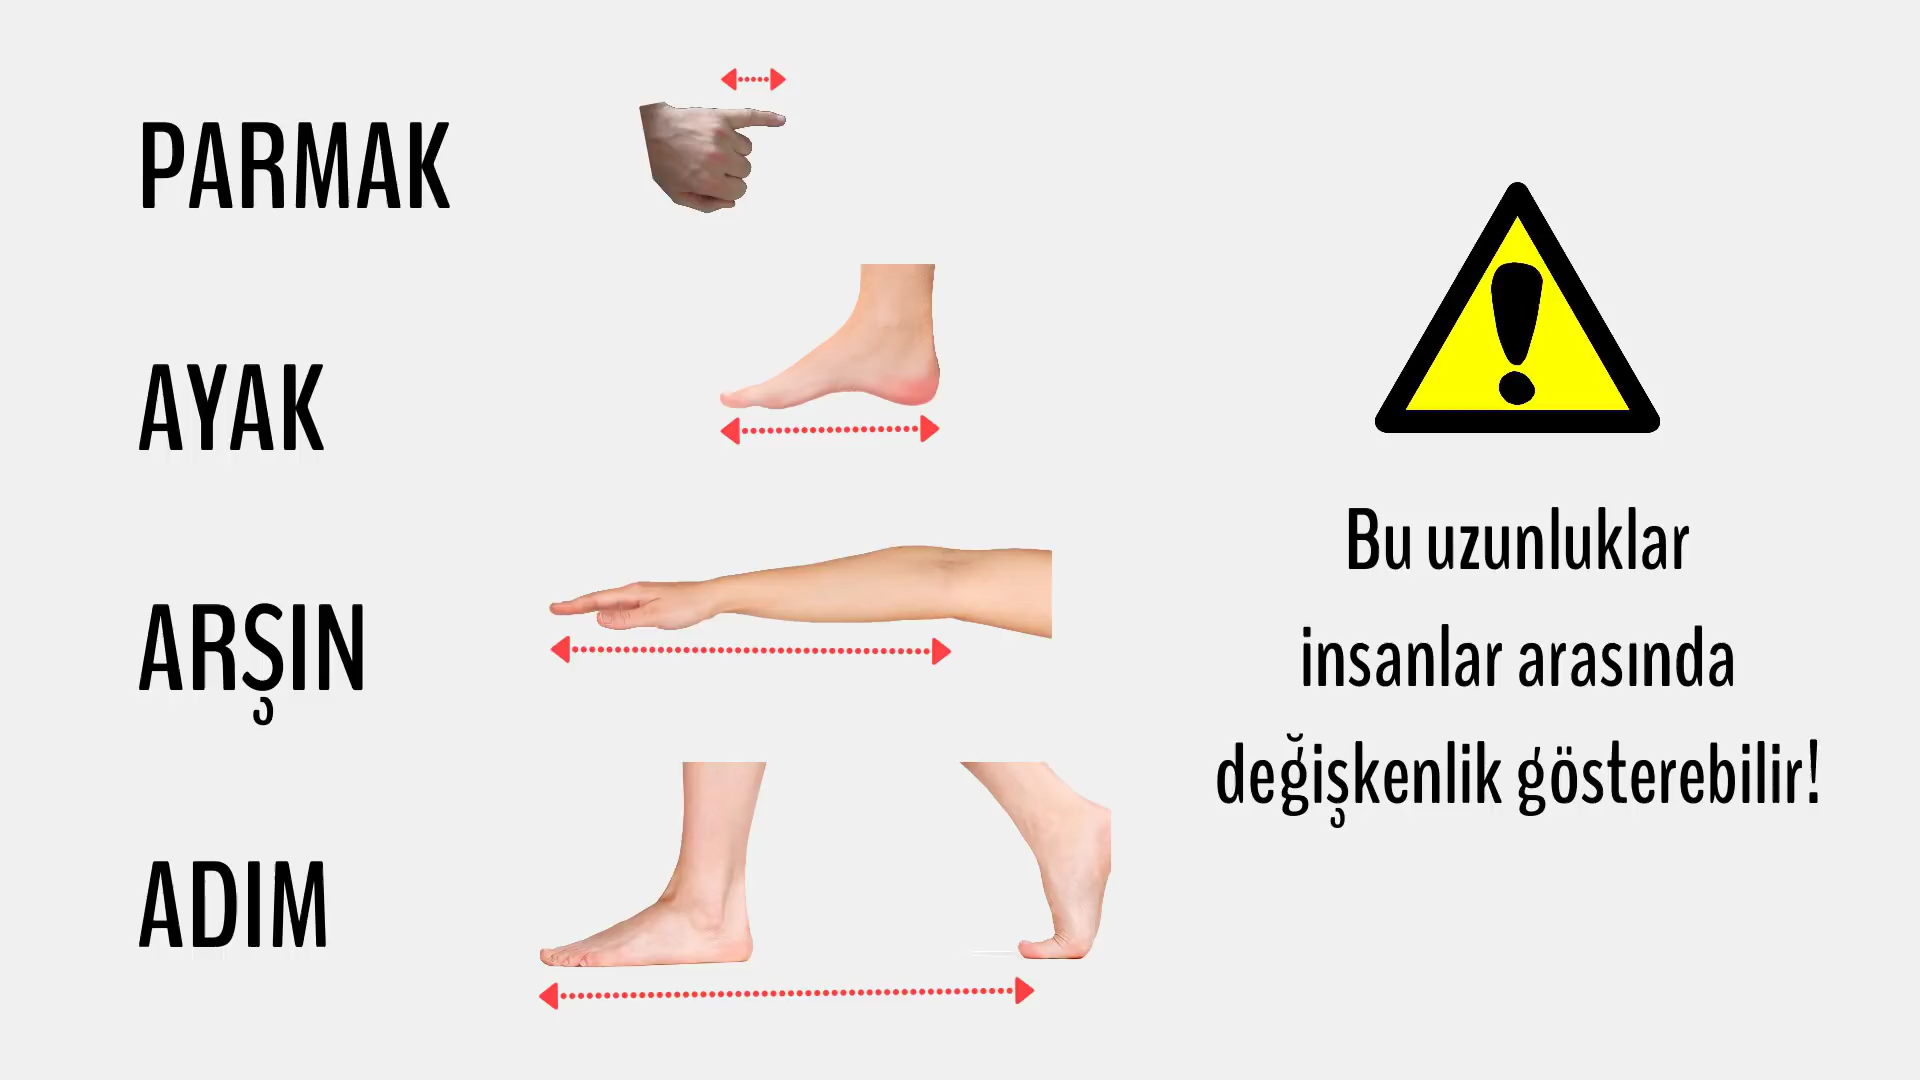 PARMAK
AYAK
ARŞIN
ADIM
Bu uzunluklar
insanlar arasında
değişkenlik gösterebilir!